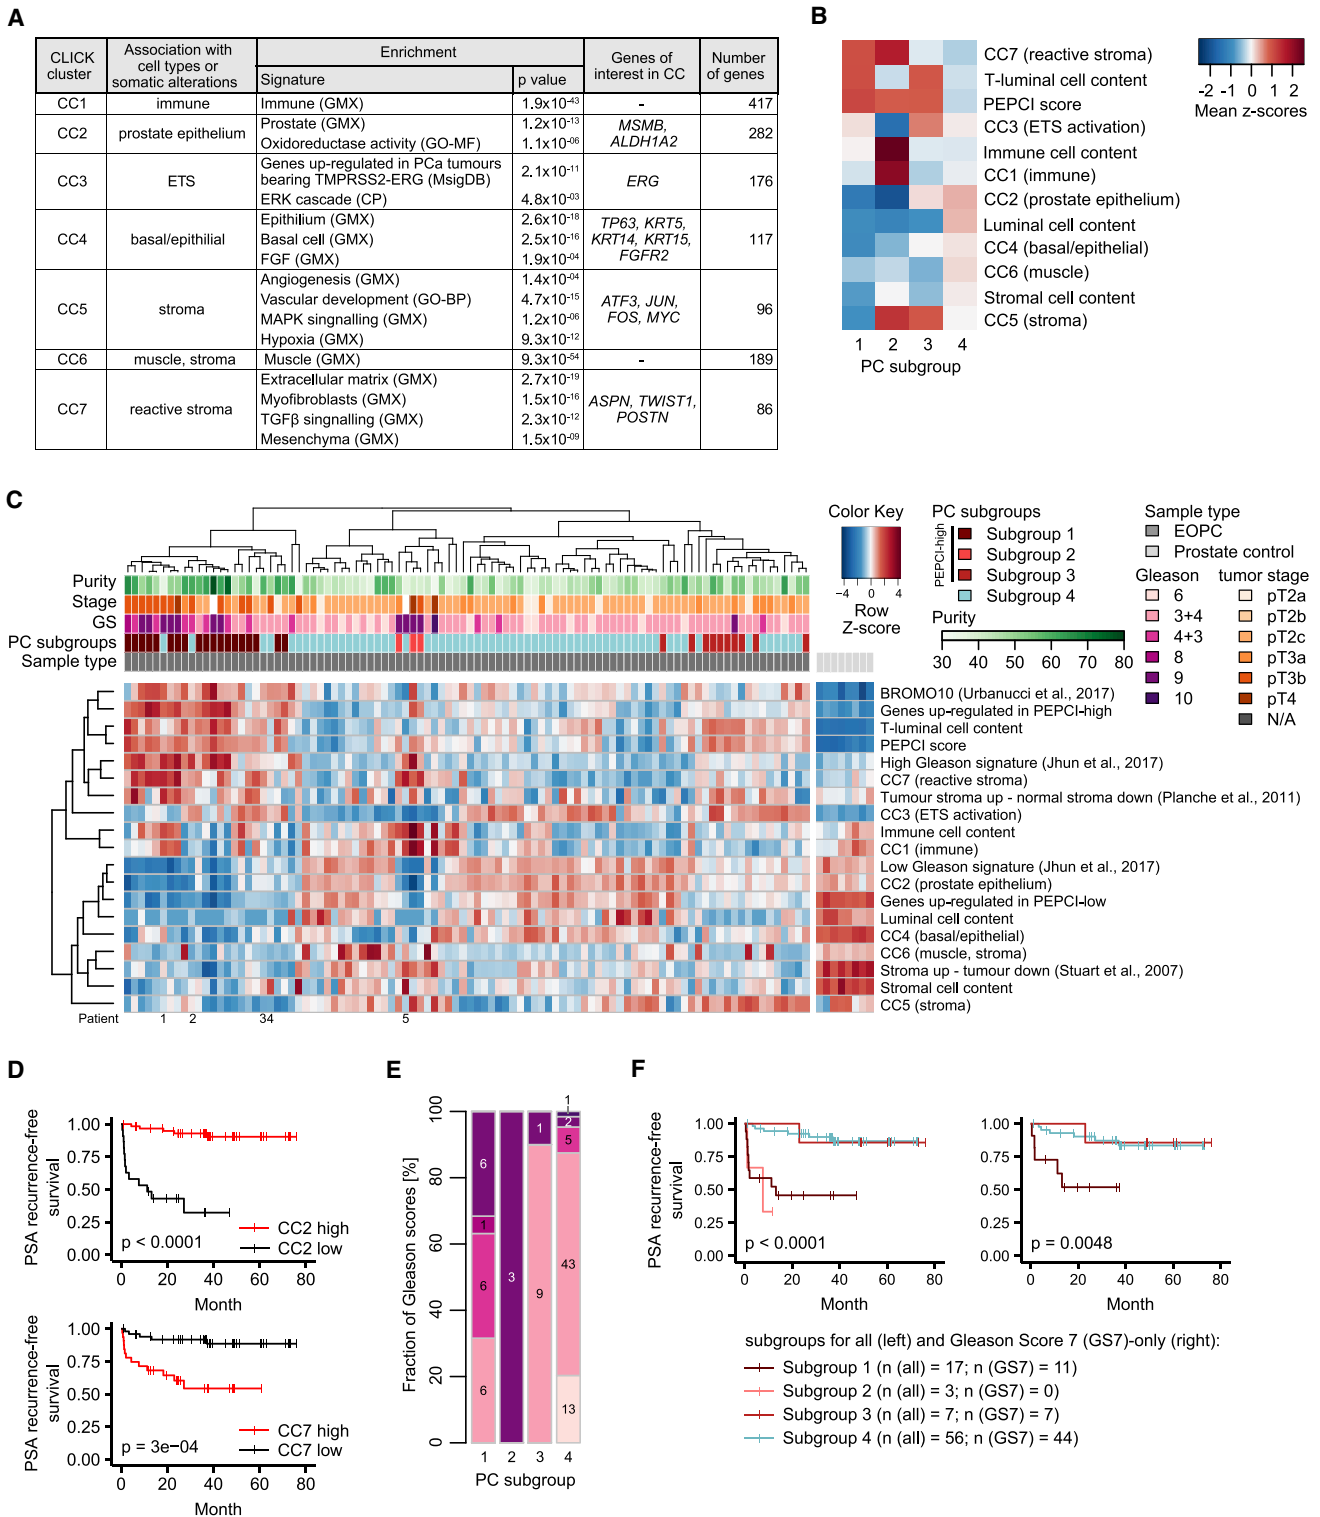 A
CLICK cluster
Association with cell types or somatic alterations
Enrichment
Signature
p value
Genes of interest in CC
Number of genes
CC1 immune Immune (GMX) 1.9x10⁻⁴³ - 417
CC2 prostate epithelium Prostate (GMX) 1.2x10⁻¹³ MSMB, ALDH1A2 282
Oxidoreductase activity (GO-MF) 1.1x10⁻⁰⁶
CC3 ETS Genes up-regulated in PCa tumours bearing TMPRSS2-ERG (MsigDB) 2.1x10⁻¹¹ ERG 176
ERK cascade (CP) 4.8x10⁻⁰³
CC4 basal/epithilial Epithilium (GMX) 2.6x10⁻¹⁸ TP63, KRT5, KRT14, KRT15, FGFR2 117
Basal cell (GMX) 2.5x10⁻¹⁶
FGF (GMX) 1.9x10⁻⁰⁴
CC5 stroma Angiogenesis (GMX) 1.4x10⁻⁰⁴ ATF3, JUN, FOS, MYC 96
Vascular development (GO-BP) 4.7x10⁻¹⁵
MAPK singnalling (GMX) 1.2x10⁻⁰⁶
Hypoxia (GMX) 9.3x10⁻¹²
CC6 muscle, stroma Muscle (GMX) 9.3x10⁻⁵⁴ - 189
CC7 reactive stroma Extracellular matrix (GMX) 2.7x10⁻¹⁹ ASPN, TWIST1, POSTN 86
Myofibroblasts (GMX) 1.5x10⁻¹⁶
TGFβ singnalling (GMX) 2.3x10⁻¹²
Mesenchyma (GMX) 1.5x10⁻⁰⁹
B
CC7 (reactive stroma)
T-luminal cell content
PEPCI score
CC3 (ETS activation)
Immune cell content
CC1 (immune)
CC2 (prostate epithelium)
Luminal cell content
CC4 (basal/epithelial)
CC6 (muscle)
Stromal cell content
CC5 (stroma)
1 2 3 4
PC subgroup
-2 -1 0 1 2
Mean z-scores
C
Purity
Stage
GS
PC subgroups
Sample type
Color Key
−4 0 4
Row
Z-score
PC subgroups
PEPCI-high
Subgroup 1
Subgroup 2
Subgroup 3
Subgroup 4
Purity
30 40 50 60 70 80
Sample type
EOPC
Prostate control
Gleason
6
3+4
4+3
8
9
10
tumor stage
pT2a
pT2b
pT2c
pT3a
pT3b
pT4
N/A
BROMO10 (Urbanucci et al., 2017)
Genes up-regulated in PEPCI-high
T-luminal cell content
PEPCI score
High Gleason signature (Jhun et al., 2017)
CC7 (reactive stroma)
Tumour stroma up - normal stroma down (Planche et al., 2011)
CC3 (ETS activation)
Immune cell content
CC1 (immune)
Low Gleason signature (Jhun et al., 2017)
CC2 (prostate epithelium)
Genes up-regulated in PEPCI-low
Luminal cell content
CC4 (basal/epithelial)
CC6 (muscle, stroma)
Stroma up - tumour down (Stuart et al., 2007)
Stromal cell content
CC5 (stroma)
Patient 1 2 34 5
D
PSA recurrence-free
survival
1.00
0.75
0.50
0.25
0.00
p < 0.0001
CC2 high
CC2 low
0 20 40 60 80
Month
PSA recurrence-free
survival
1.00
0.75
0.50
0.25
0.00
p = 3e−04
CC7 high
CC7 low
0 20 40 60 80
Month
E
Fraction of Gleason scores [%]
100
80
60
40
20
0
6
1
6
6
3
1
9
1
1
2
5
43
13
1 2 3 4
PC subgroup
F
PSA recurrence-free
survival
1.00
0.75
0.50
0.25
0.00
p < 0.0001
0 20 40 60 80
Month
1.00
0.75
0.50
0.25
0.00
p = 0.0048
0 20 40 60 80
Month
subgroups for all (left) and Gleason Score 7 (GS7)-only (right):
Subgroup 1 (n (all) = 17; n (GS7) = 11)
Subgroup 2 (n (all) = 3; n (GS7) = 0)
Subgroup 3 (n (all) = 7; n (GS7) = 7)
Subgroup 4 (n (all) = 56; n (GS7) = 44)